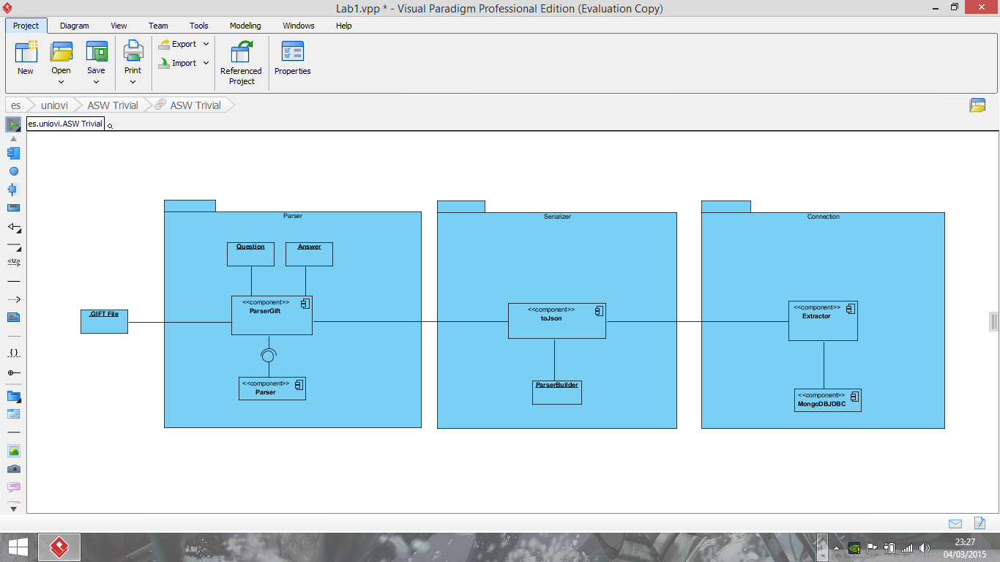 Lab1.vpp * - Visual Paradigm Professional Edition (Evaluation Copy)
Project Diagram View Team Tools Modeling Windows Help
New Open Save Print Export Import Referenced Project Properties
es uniovi ASW Trivial ASW Trivial
es.uniovi.ASW Trivial
Parser
Question
Answer
.GIFT File
<<component>>
ParserGift
<<component>>
Parser
Serializer
<<component>>
toJson
ParserBuilder
Connection
<<component>>
Extractor
<<component>>
MongoDBJDBC
23:27
04/03/2015